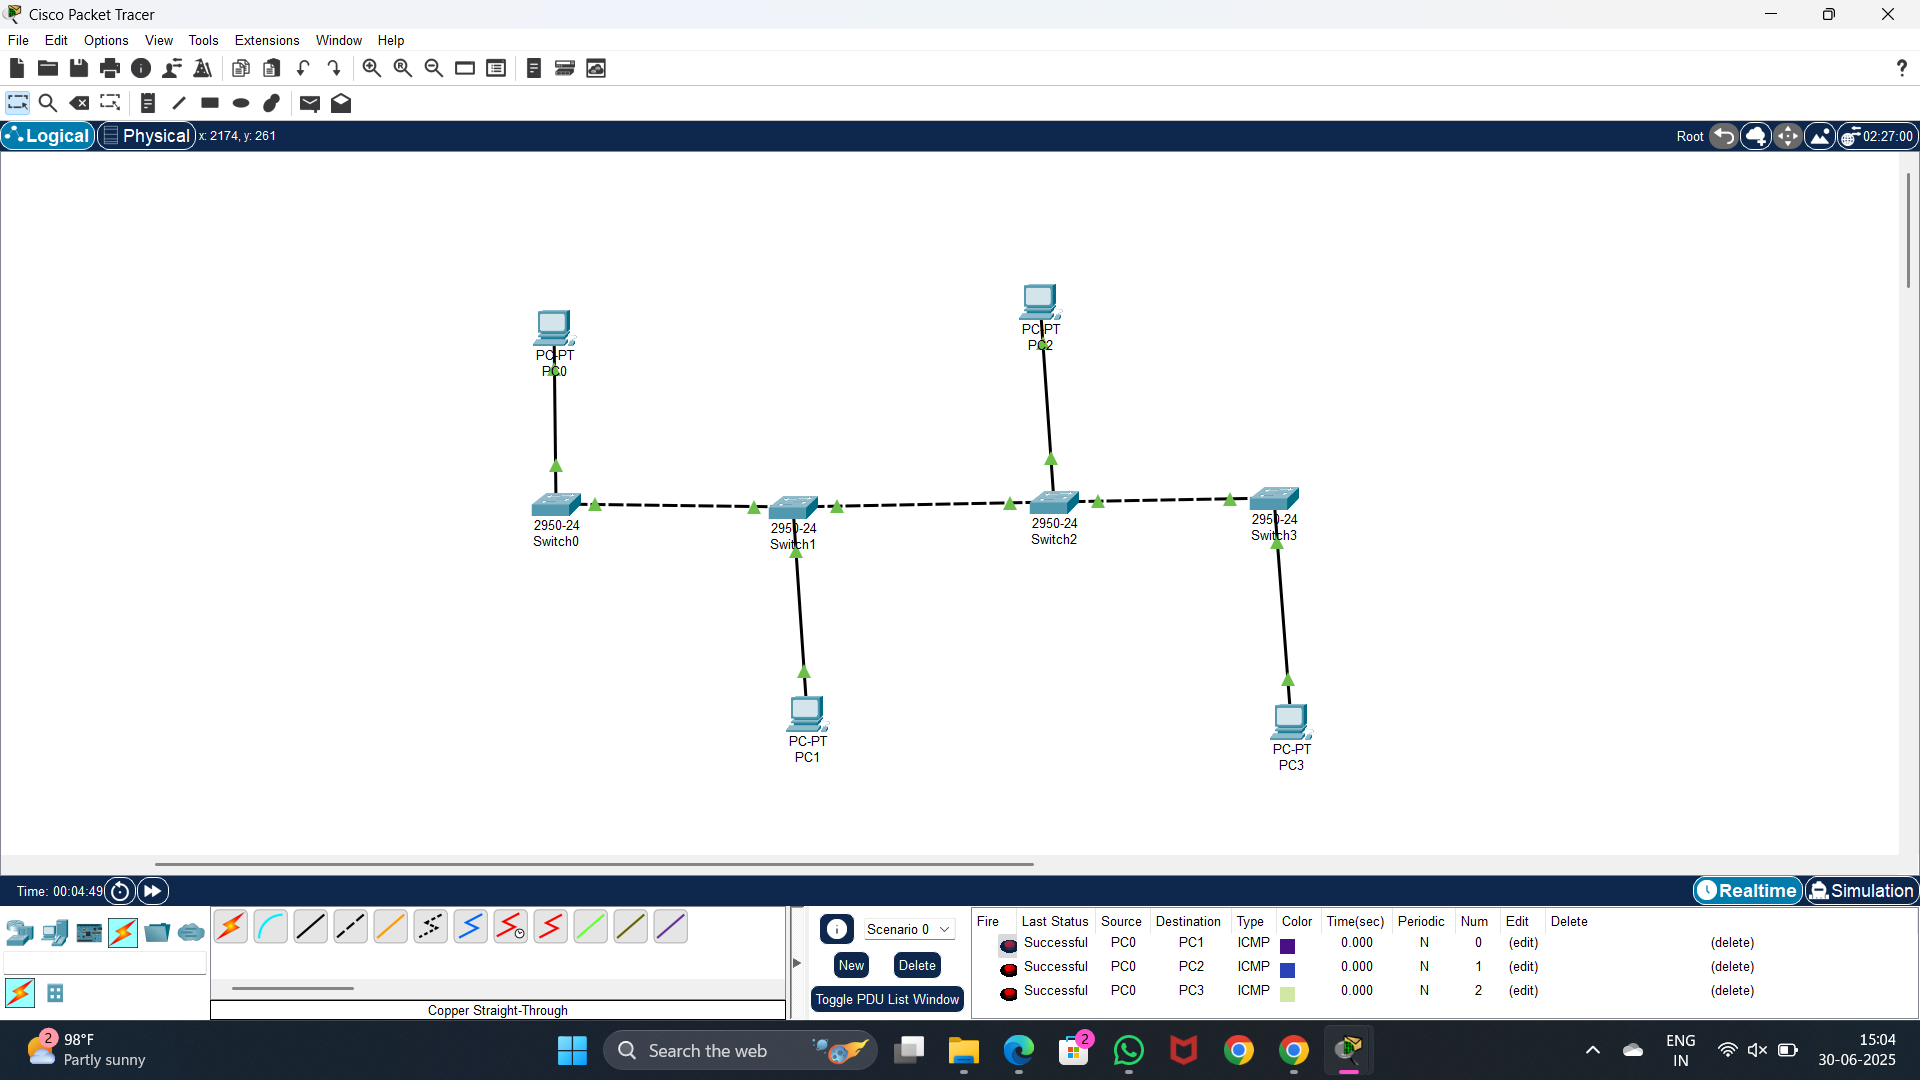 Cisco Packet Tracer
File Edit Options View Tools Extensions Window Help
?
Logical Physical x: 2174, y: 261 Root 02:27:00
PC-PT
PC0
PC-PT
PC2
2950-24
Switch0
2950-24
Switch1
2950-24
Switch2
2950-24
Switch3
PC-PT
PC1
PC-PT
PC3
Time: 00:04:49 Realtime Simulation
Scenario 0
New Delete
Toggle PDU List Window
Copper Straight-Through
Fire Last Status Source Destination Type Color Time(sec) Periodic Num Edit Delete
Successful PC0 PC1 ICMP 0.000 N 0 (edit) (delete)
Successful PC0 PC2 ICMP 0.000 N 1 (edit) (delete)
Successful PC0 PC3 ICMP 0.000 N 2 (edit) (delete)
2 98°F
Partly sunny
Search the web
2
ENG
IN
15:04
30-06-2025